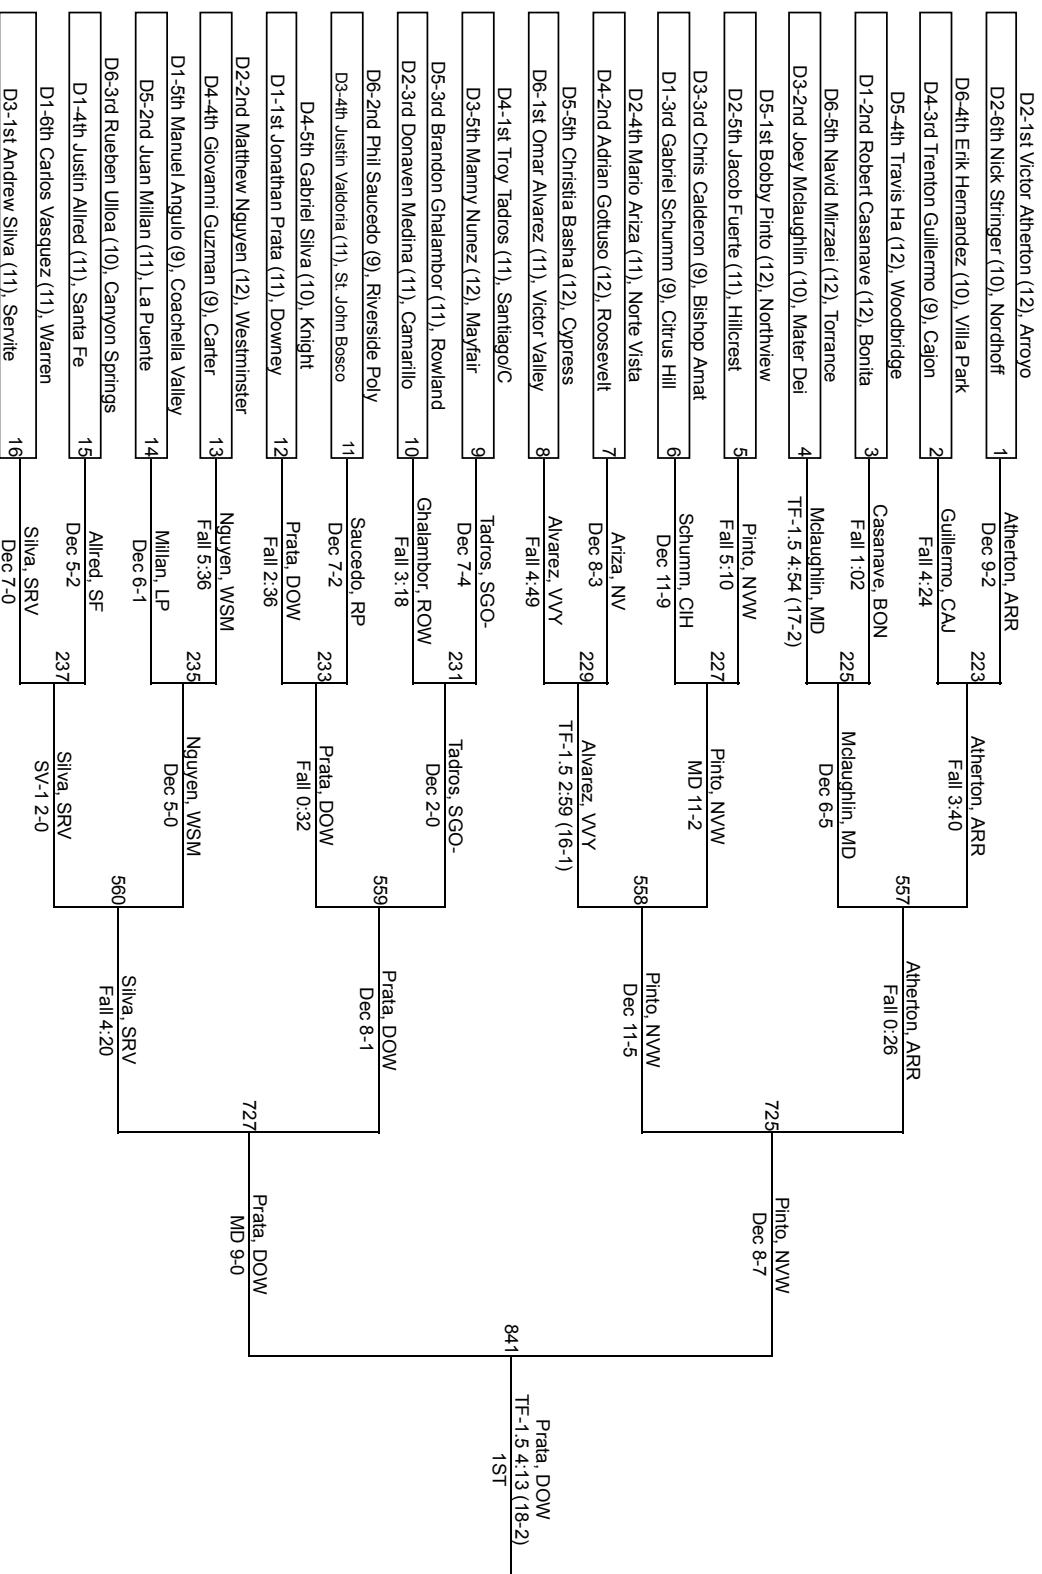 D2-1st Victor Atherton (12), Arroyo
D2-6th Nick Stringer (10), Nordhoff
D6-4th Erik Hernandez (10), Villa Park
D4-3rd Trenton Guillermo (9), Cajon
D5-4th Travis Ha (12), Woodbridge
D1-2nd Robert Casanave (12), Bonita
D6-5th Navid Mirzaei (12), Torrance
D3-2nd Joey Mclaughlin (10), Mater Dei
D5-1st Bobby Pinto (12), Northview
D2-5th Jacob Fuerte (11), Hillcrest
D3-3rd Chris Calderon (9), Bishop Amat
D1-3rd Gabriel Schumm (9), Citrus Hill
D2-4th Mario Ariza (11), Norte Vista
D4-2nd Adrian Gottuso (12), Roosevelt
D5-5th Christia Basha (12), Cypress
D6-1st Omar Alvarez (11), Victor Valley
D4-1st Troy Tadros (11), Santiago/C
D3-5th Manny Nunez (12), Mayfair
D5-3rd Brandon Ghalambor (11), Rowland
D2-3rd Donaven Medina (11), Camarillo
D6-2nd Phil Saucedo (9), Riverside Poly
D3-4th Justin Valdoria (11), St. John Bosco
D4-5th Gabriel Silva (10), Knight
D1-1st Jonathan Prata (11), Downey
D2-2nd Matthew Nguyen (12), Westminster
D4-4th Giovanni Guzman (9), Carter
D1-5th Manuel Angulo (9), Coachella Valley
D5-2nd Juan Millan (11), La Puente
D6-3rd Rueben Ulloa (10), Canyon Springs
D1-4th Justin Allred (11), Santa Fe
D1-6th Carlos Vasquez (11), Warren
D3-1st Andrew Silva (11), Servite
1
2
3
4
5
6
7
8
9
10
11
12
13
14
15
16
Atherton, ARR
Dec 9-2
Guillermo, CAJ
Fall 4:24
Casanave, BON
Fall 1:02
Mclaughlin, MD
TF-1.5 4:54 (17-2)
Pinto, NVW
Fall 5:10
Schumm, CIH
Dec 11-9
Ariza, NV
Dec 8-3
Alvarez, VVY
Fall 4:49
Tadros, SGO-
Dec 7-4
Ghalambor, ROW
Fall 3:18
Saucedo, RP
Dec 7-2
Prata, DOW
Fall 2:36
Nguyen, WSM
Fall 5:36
Millan, LP
Dec 6-1
Allred, SF
Dec 5-2
Silva, SRV
Dec 7-0
223
225
227
229
231
233
235
237
Atherton, ARR
Fall 3:40
Mclaughlin, MD
Dec 6-5
Pinto, NVW
MD 11-2
Alvarez, VVY
TF-1.5 2:59 (16-1)
Tadros, SGO-
Dec 2-0
Prata, DOW
Fall 0:32
Nguyen, WSM
Dec 5-0
Silva, SRV
SV-1 2-0
557
558
559
560
Atherton, ARR
Fall 0:26
Pinto, NVW
Dec 11-5
Prata, DOW
Dec 8-1
Silva, SRV
Fall 4:20
725
727
Pinto, NVW
Dec 8-7
Prata, DOW
MD 9-0
841
Prata, DOW
TF-1.5 4:13 (18-2)
1ST